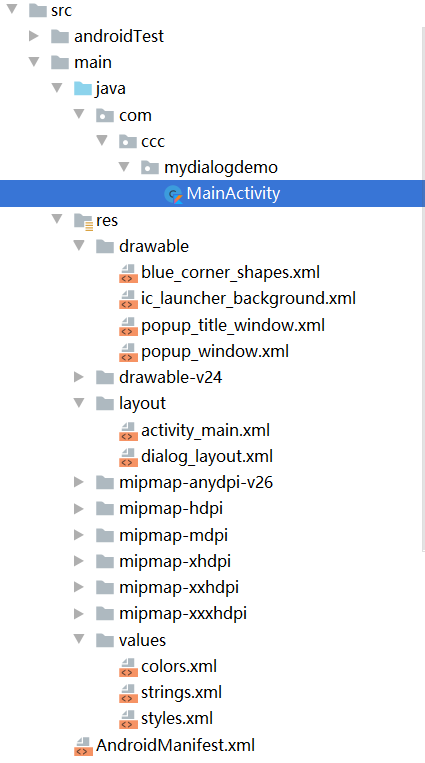 src
androidTest
main
java
com
ccc
mydialogdemo
MainActivity
res
drawable
blue_corner_shapes.xml
ic_launcher_background.xml
popup_title_window.xml
popup_window.xml
drawable-v24
layout
activity_main.xml
dialog_layout.xml
mipmap-anydpi-v26
mipmap-hdpi
mipmap-mdpi
mipmap-xhdpi
mipmap-xxhdpi
mipmap-xxxhdpi
values
colors.xml
strings.xml
styles.xml
AndroidManifest.xml